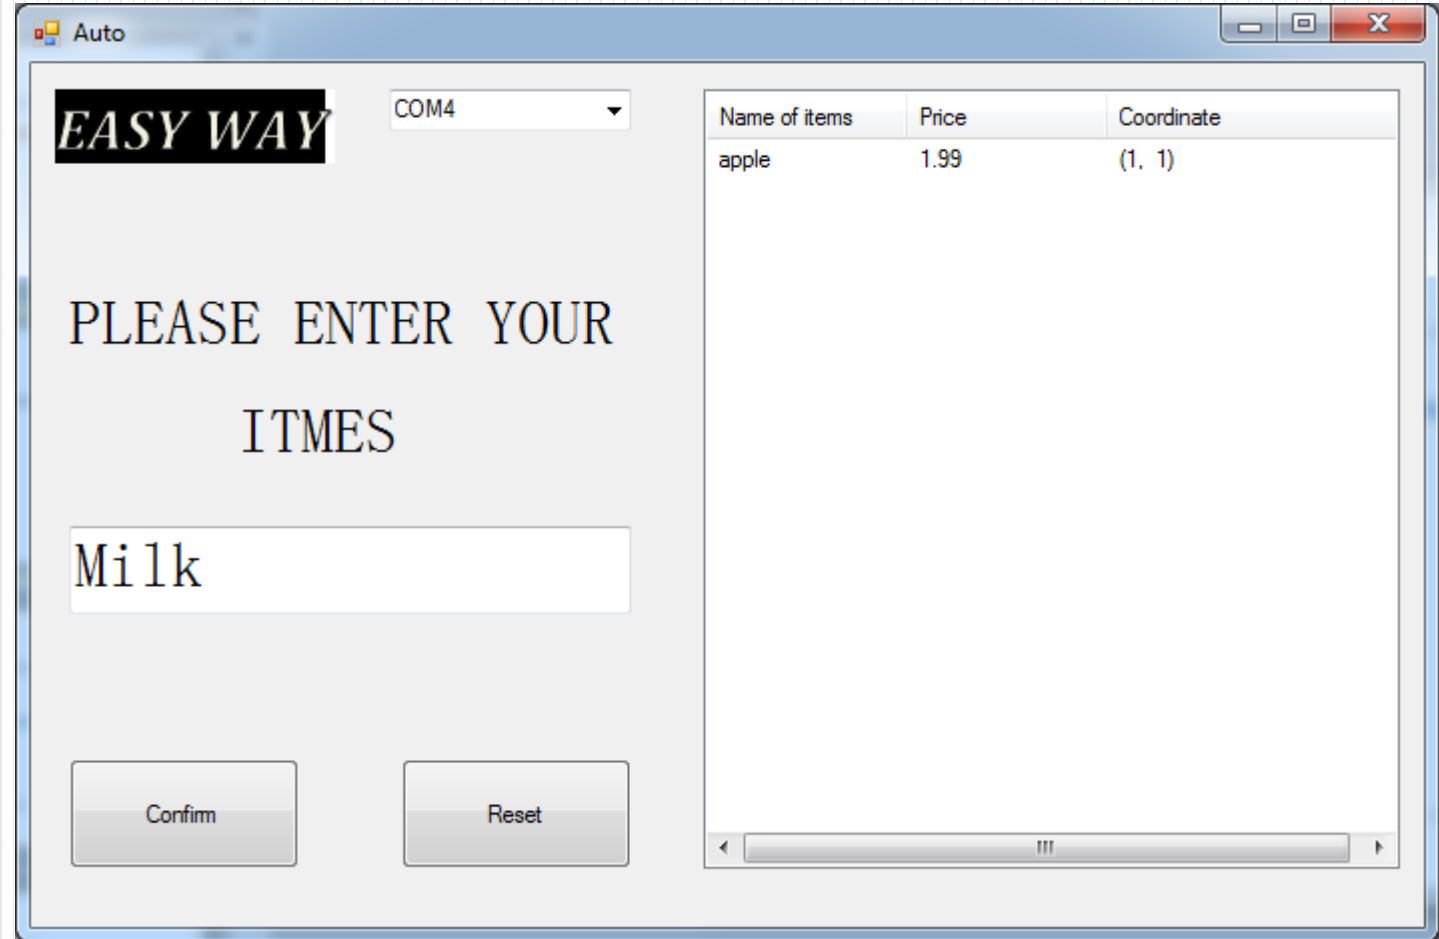 Auto
EASY WAY
COM4
PLEASE ENTER YOUR
ITMES
Milk
Confirm
Reset
Name of items Price Coordinate
apple 1.99 (1, 1)